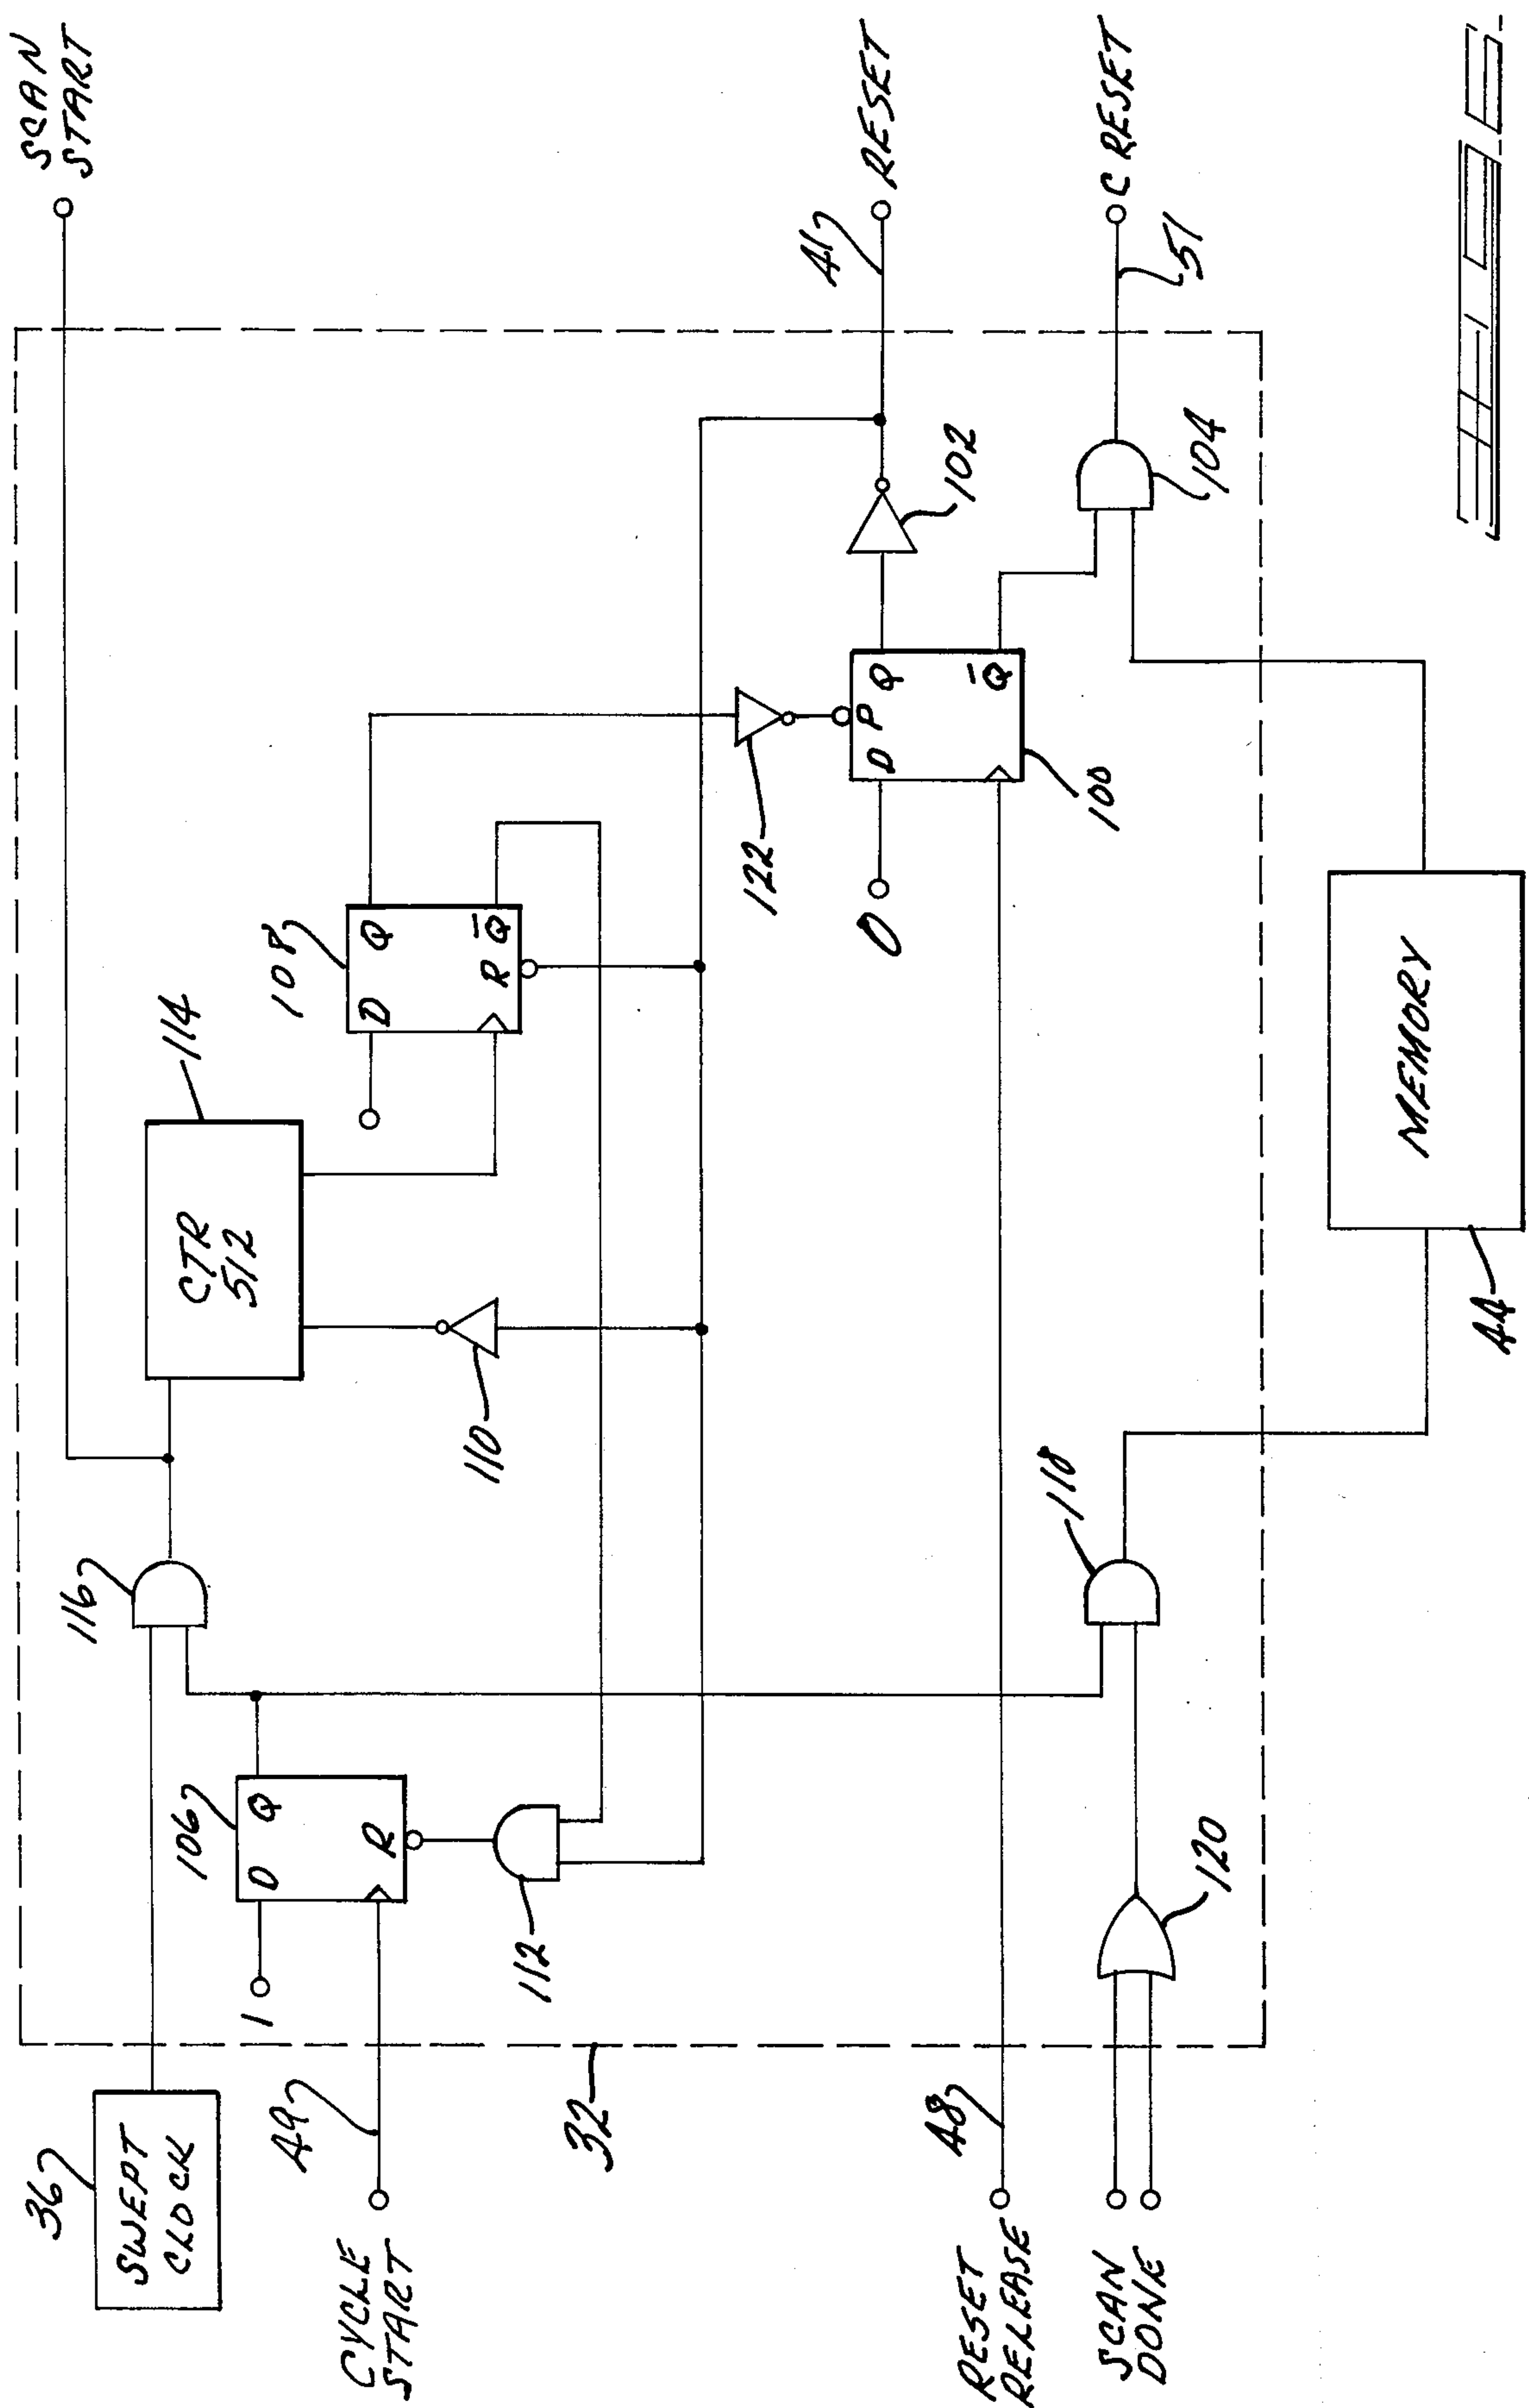 SCAN
START
36
SWEPT
CLOCK
116
CTR
512
114
106
D
Q
R
1
CYCLE
START
49
112
110
108
D
Q
R
Q̅
122
32
41
RESET
102
D
P
Q
Q̅
0
100
RESET
RELEASE
48
SCAN
DONE
120
118
104
51
C RESET
MEMORY
44